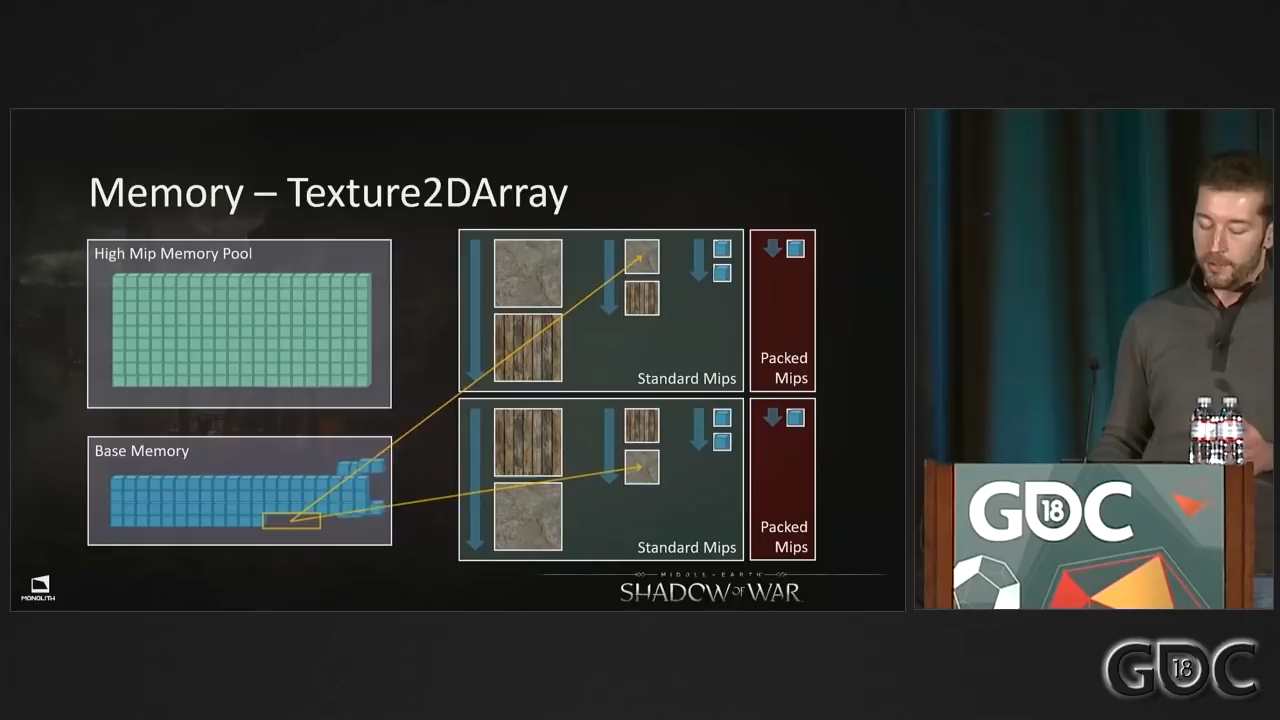 Memory – Texture2DArray
High Mip Memory Pool
Base Memory
Standard Mips
Packed
Mips
Standard Mips
Packed
Mips
MONOLITH
MIDDLE-EARTH
SHADOW OF WAR
GDC
18
GDC
18